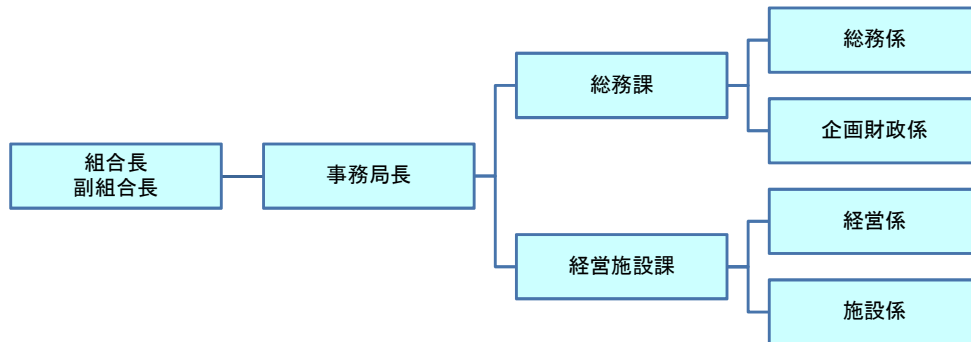 組合長
副組合長
事務局長
総務課
総務係
企画財政係
経営施設課
経営係
施設係